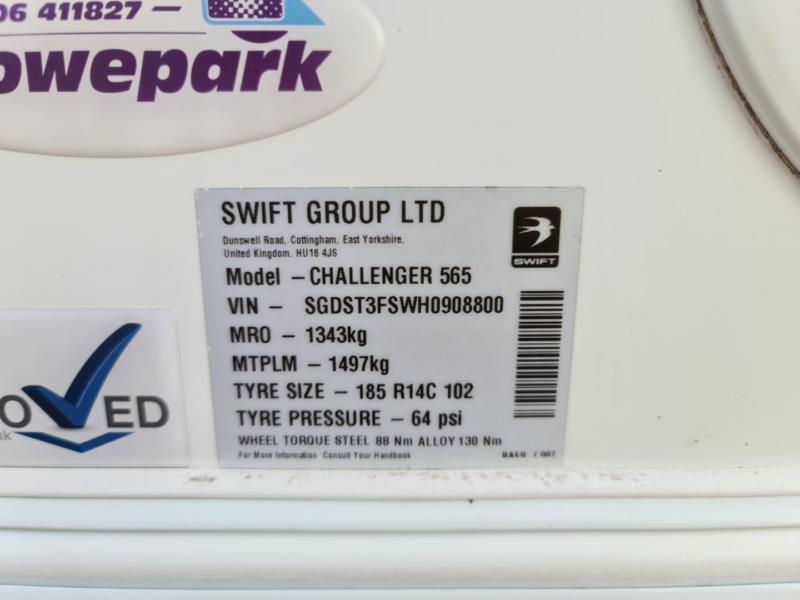 06 411827 –
owepark
SWIFT GROUP LTD
Dunswell Road, Cottingham, East Yorkshire,
United Kingdom. HU16 4JS
SWIFT
Model – CHALLENGER 565
VIN – SGDST3FSWH0908800
MRO – 1343kg
MTPLM – 1497kg
TYRE SIZE – 185 R14C 102
TYRE PRESSURE – 64 psi
WHEEL TORQUE STEEL 88 Nm ALLOY 130 Nm
For More Information Consult Your Handbook
OVED